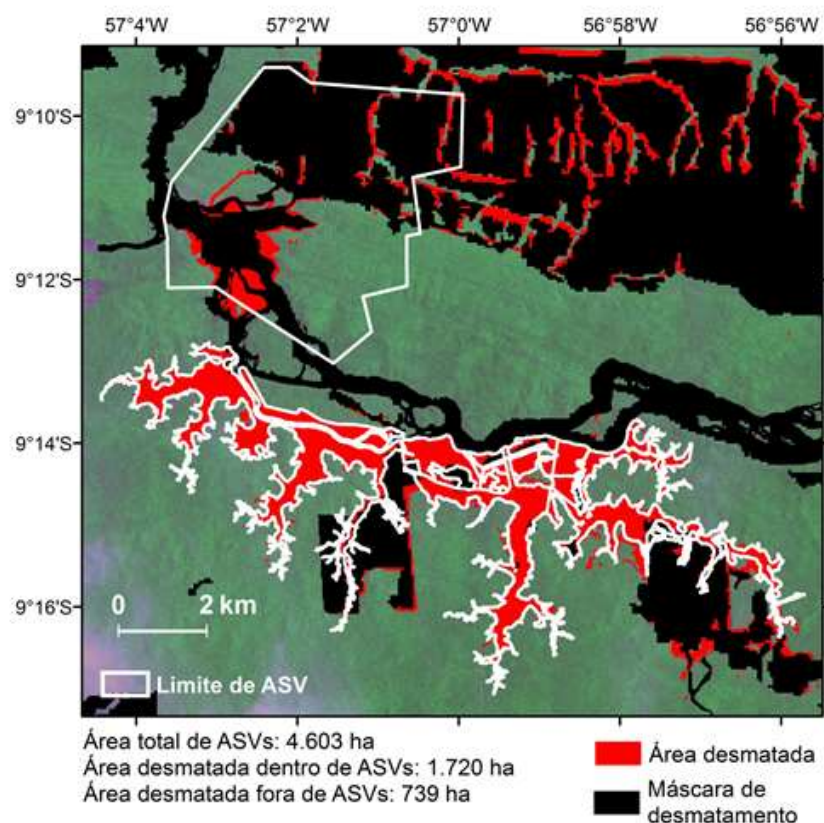 57°4'W 57°2'W 57°0'W 56°58'W 56°56'W
9°10'S
9°12'S
9°14'S
9°16'S
0 2 km
Limite de ASV
Área total de ASVs: 4.603 ha
Área desmatada dentro de ASVs: 1.720 ha
Área desmatada fora de ASVs: 739 ha
Área desmatada
Máscara de
desmatamento